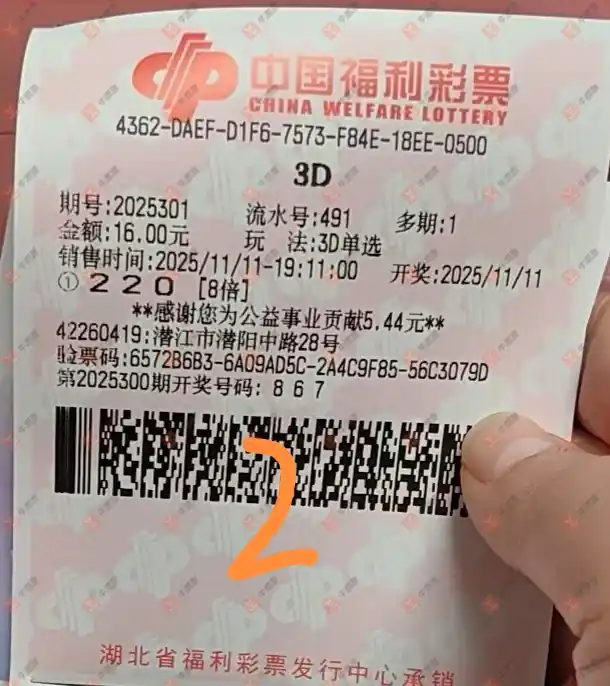 中国福利彩票
CHINA WELFARE LOTTERY
4362-DAEF-D1F6-7573-F84E-18EE-0500
3D
期号:2025301 流水号:491 多期:1
金额:16.00元 玩 法:3D单选
销售时间:2025/11/11-19:11:00 开奖:2025/11/11
① 2 2 0 [8倍]
**感谢您为公益事业贡献5.44元**
42260419:潜江市潜阳中路28号
验票码:6572B6B3-6A09AD5C-2A4C9F85-56C3079D
第2025300期开奖号码: 8 6 7
2
湖北省福利彩票发行中心承销